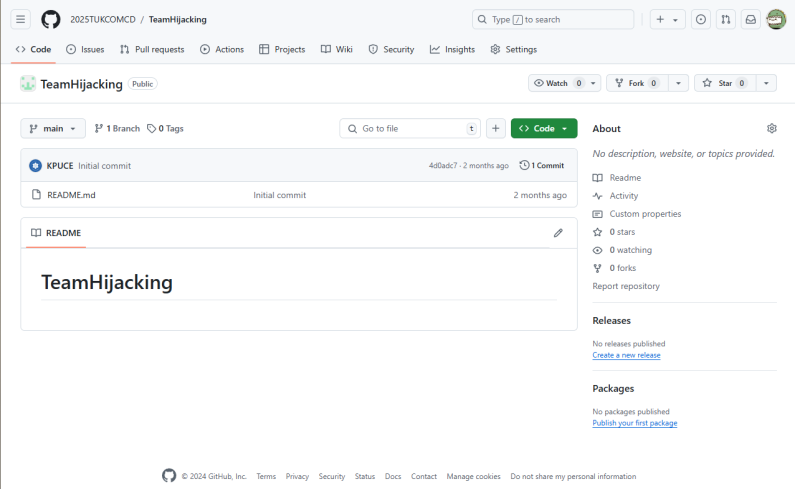 2025TUKCOMCD / TeamHijacking Type / to search
Code Issues Pull requests Actions Projects Wiki Security Insights Settings
TeamHijacking Public Watch 0 Fork 0 Star 0
main 1 Branch 0 Tags Go to file t Code
About
No description, website, or topics provided.
KPUCE Initial commit 4d0adc7 · 2 months ago 1 Commit
README.md Initial commit 2 months ago
Readme
Activity
Custom properties
0 stars
0 watching
0 forks
Report repository
README
TeamHijacking
Releases
No releases published
Create a new release
Packages
No packages published
Publish your first package
© 2024 GitHub, Inc. Terms Privacy Security Status Docs Contact Manage cookies Do not share my personal information